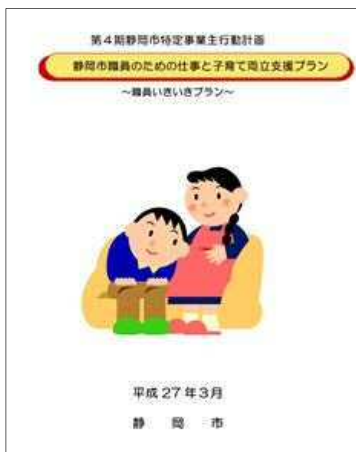 第4期静岡市特定事業主行動計画
静岡市職員のための仕事と子育て両立支援プラン
～職員いきいきプラン～
平成27年3月
静岡市